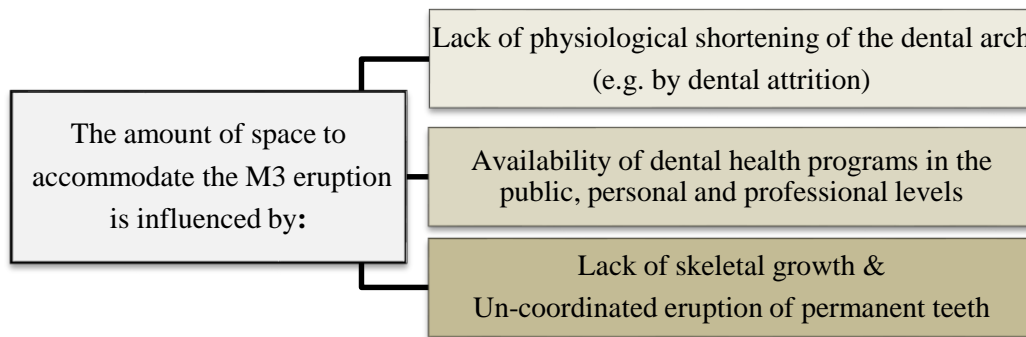 The amount of space to
accommodate the M3 eruption
is influenced by:
Lack of physiological shortening of the dental arch
(e.g. by dental attrition)
Availability of dental health programs in the
public, personal and professional levels
Lack of skeletal growth &
Un-coordinated eruption of permanent teeth